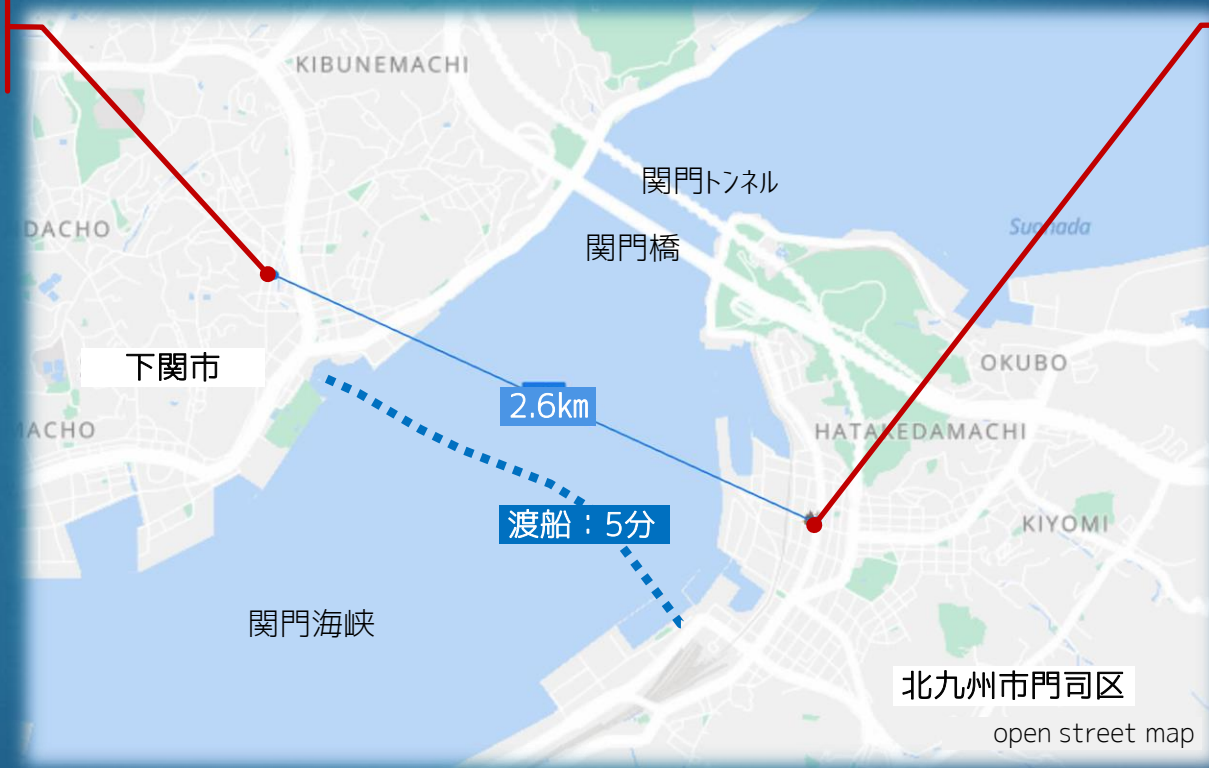 KIBUNEMACHI
関門トンネル
DACHO
Suonada
関門橋
下関市
OKUBO
2.6km
MACHO
HATAKEDAMACHI
渡船：5分
KIYOMI
関門海峡
北九州市門司区
open street map